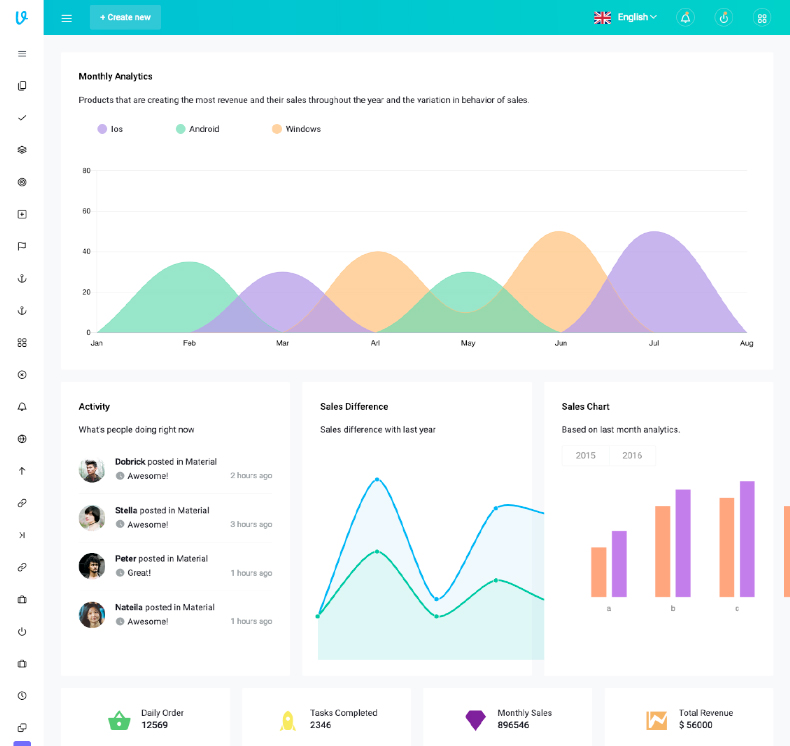 + Create new
English
Monthly Analytics
Products that are creating the most revenue and their sales throughout the year and the variation in behavior of sales.
Ios Android Windows
80
60
40
20
0
Jan Feb Mar Arl May Jun Jul Aug
Activity
What's people doing right now
Dobrick posted in Material
Awesome! 2 hours ago
Stella posted in Material
Awesome! 3 hours ago
Peter posted in Material
Great! 1 hours ago
Nateila posted in Material
Awesome! 1 hours ago
Sales Difference
Sales difference with last year
Sales Chart
Based on last month analytics.
2015 2016
a b c
Daily Order
12569
Tasks Completed
2346
Monthly Sales
896546
Total Revenue
$ 56000